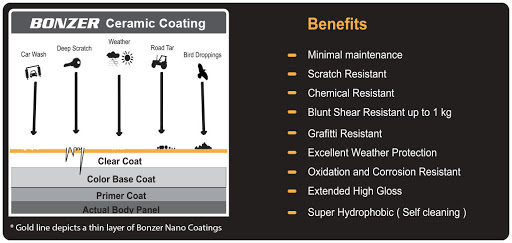 BONZER Ceramic Coating
Car Wash
Deep Scratch
Weather
Road Tar
Bird Droppings
Clear Coat
Color Base Coat
Primer Coat
Actual Body Panel
* Gold line depicts a thin layer of Bonzer Nano Coatings
Benefits
Minimal maintenance
Scratch Resistant
Chemical Resistant
Blunt Shear Resistant up to 1 kg
Grafitti Resistant
Excellent Weather Protection
Oxidation and Corrosion Resistant
Extended High Gloss
Super Hydrophobic ( Self cleaning )